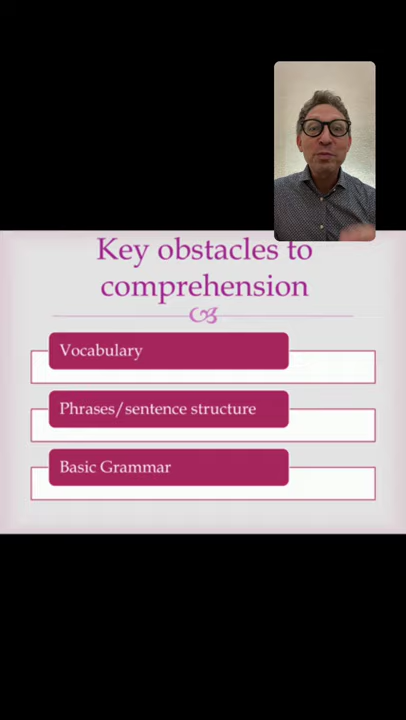 Key obstacles to
comprehension
Vocabulary
Phrases/sentence structure
Basic Grammar